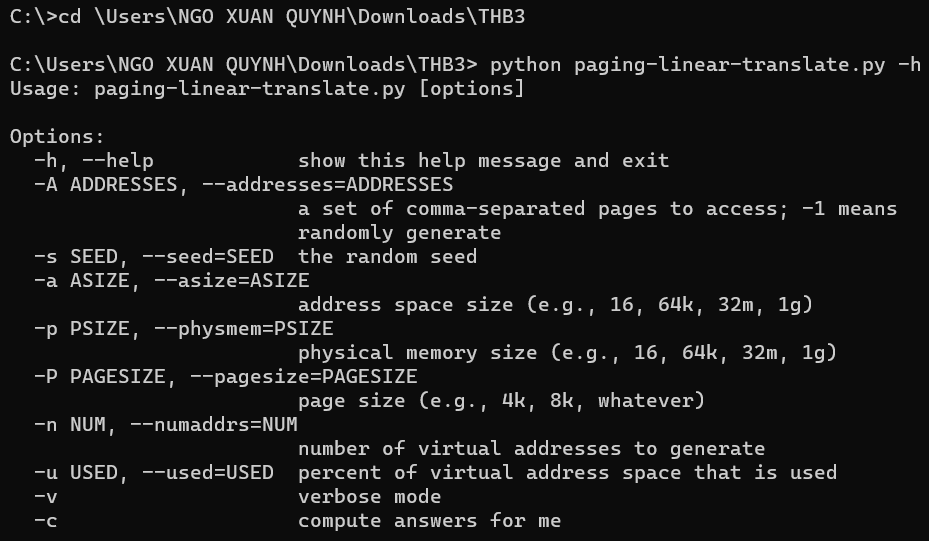 C:\>cd \Users\NGO XUAN QUYNH\Downloads\THB3
C:\Users\NGO XUAN QUYNH\Downloads\THB3> python paging-linear-translate.py -h
Usage: paging-linear-translate.py [options]
Options:
-h, --help show this help message and exit
-A ADDRESSES, --addresses=ADDRESSES
a set of comma-separated pages to access; -1 means
randomly generate
-s SEED, --seed=SEED the random seed
-a ASIZE, --asize=ASIZE
address space size (e.g., 16, 64k, 32m, 1g)
-p PSIZE, --physmem=PSIZE
physical memory size (e.g., 16, 64k, 32m, 1g)
-P PAGESIZE, --pagesize=PAGESIZE
page size (e.g., 4k, 8k, whatever)
-n NUM, --numaddrs=NUM
number of virtual addresses to generate
-u USED, --used=USED percent of virtual address space that is used
-v verbose mode
-c compute answers for me